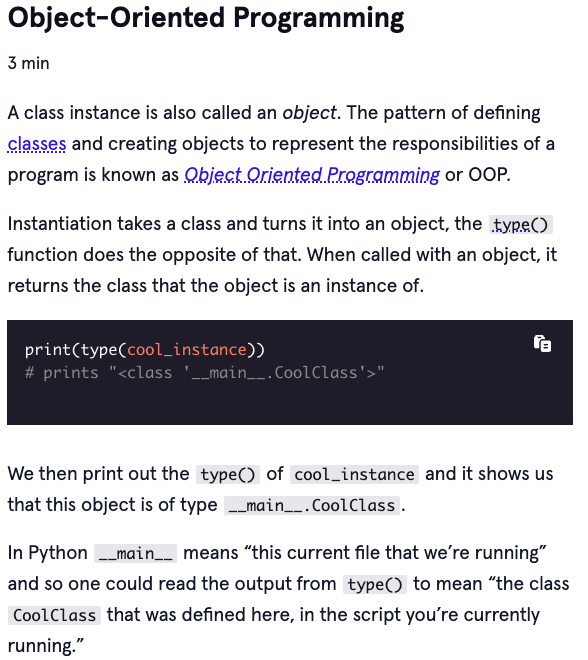 Object-Oriented Programming
3 min
A class instance is also called an object. The pattern of defining
classes and creating objects to represent the responsibilities of a
program is known as Object Oriented Programming or OOP.
Instantiation takes a class and turns it into an object, the type()
function does the opposite of that. When called with an object, it
returns the class that the object is an instance of.
print(type(cool_instance))
# prints "<class '__main__.CoolClass'>"
We then print out the type() of cool_instance and it shows us
that this object is of type __main__.CoolClass.
In Python __main__ means “this current file that we’re running”
and so one could read the output from type() to mean “the class
CoolClass that was defined here, in the script you’re currently
running.”